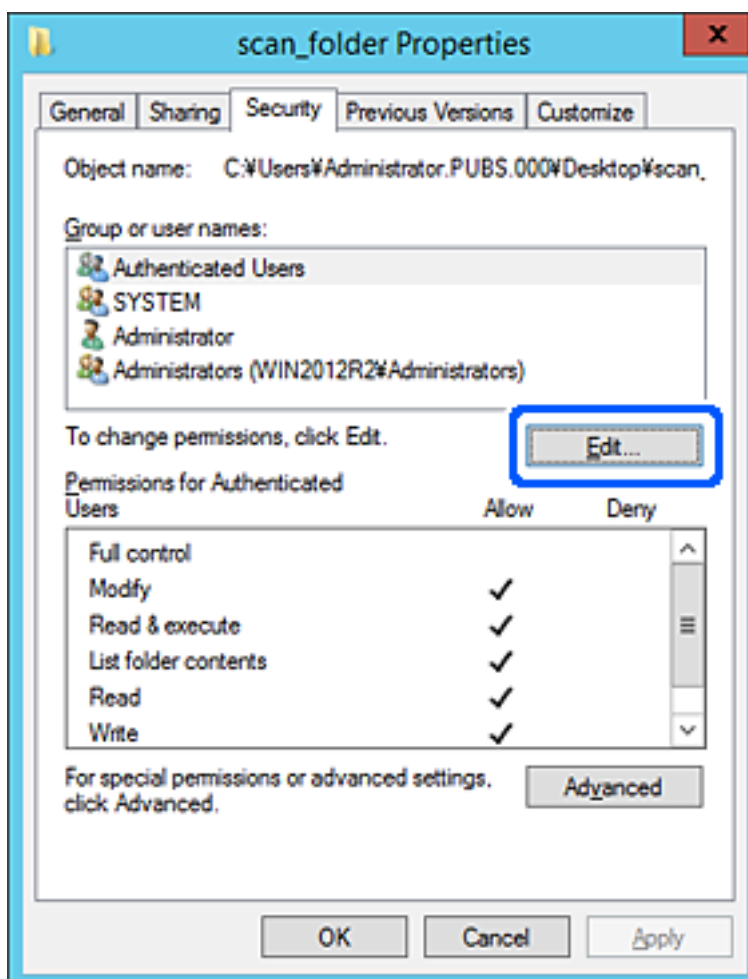 scan_folder Properties
x
General Sharing Security Previous Versions Customize
Object name: C:¥Users¥Administrator.PUBS.000¥Desktop¥scan_
Group or user names:
Authenticated Users
SYSTEM
Administrator
Administrators (WIN2012R2¥Administrators)
To change permissions, click Edit.
Edit...
Permissions for Authenticated
Users Allow Deny
Full control
Modify
Read & execute
List folder contents
Read
Write
For special permissions or advanced settings,
click Advanced.
Advanced
OK Cancel Apply